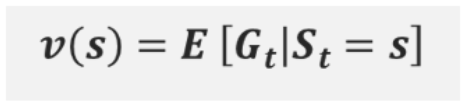 v(s) = E [Gₜ|Sₜ = s]